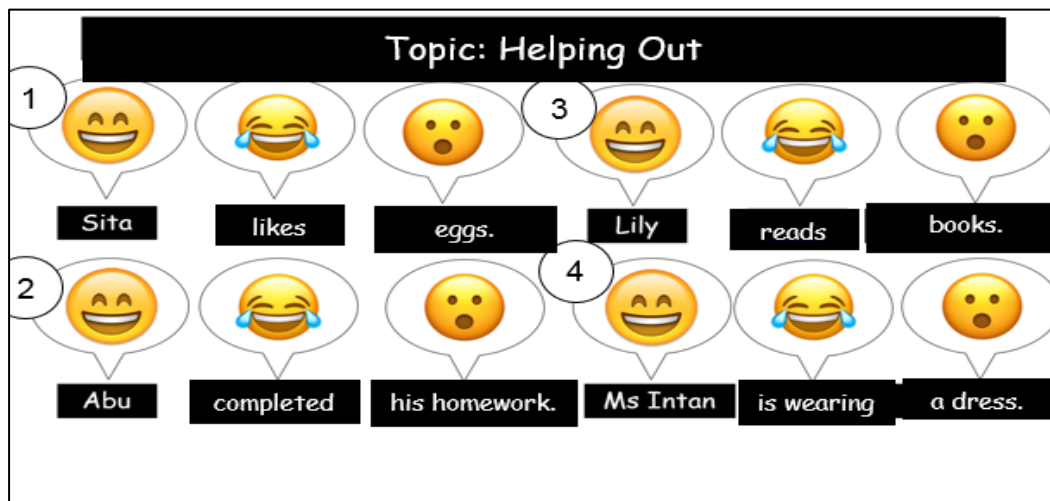 Topic: Helping Out
1
Sita likes eggs.
3
Lily reads books.
2
Abu completed his homework.
4
Ms Intan is wearing a dress.